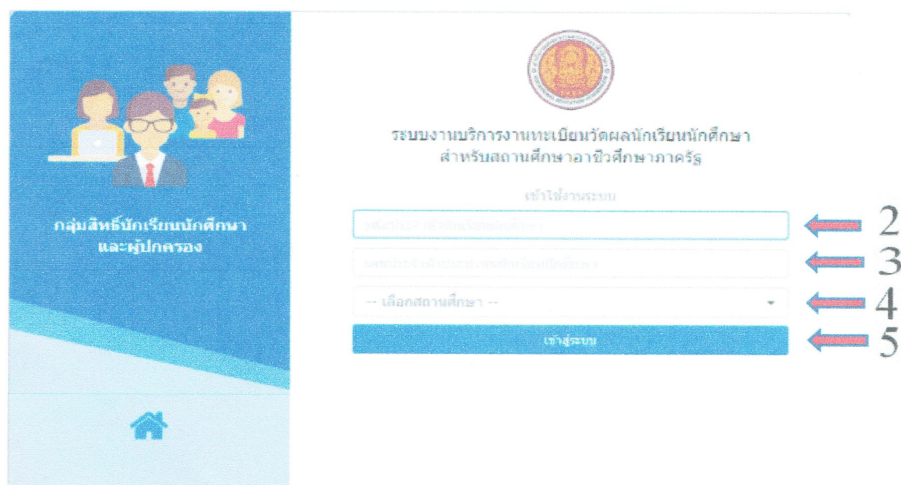 กลุ่มสิทธิ์นักเรียนนักศึกษา
และผู้ปกครอง
ระบบงานบริการงานทะเบียนวัดผลนักเรียนนักศึกษา
สำหรับสถานศึกษาอาชีวศึกษาภาครัฐ
เข้าใช้งานระบบ
2
3
-- เลือกสถานศึกษา --
4
เข้าสู่ระบบ
5